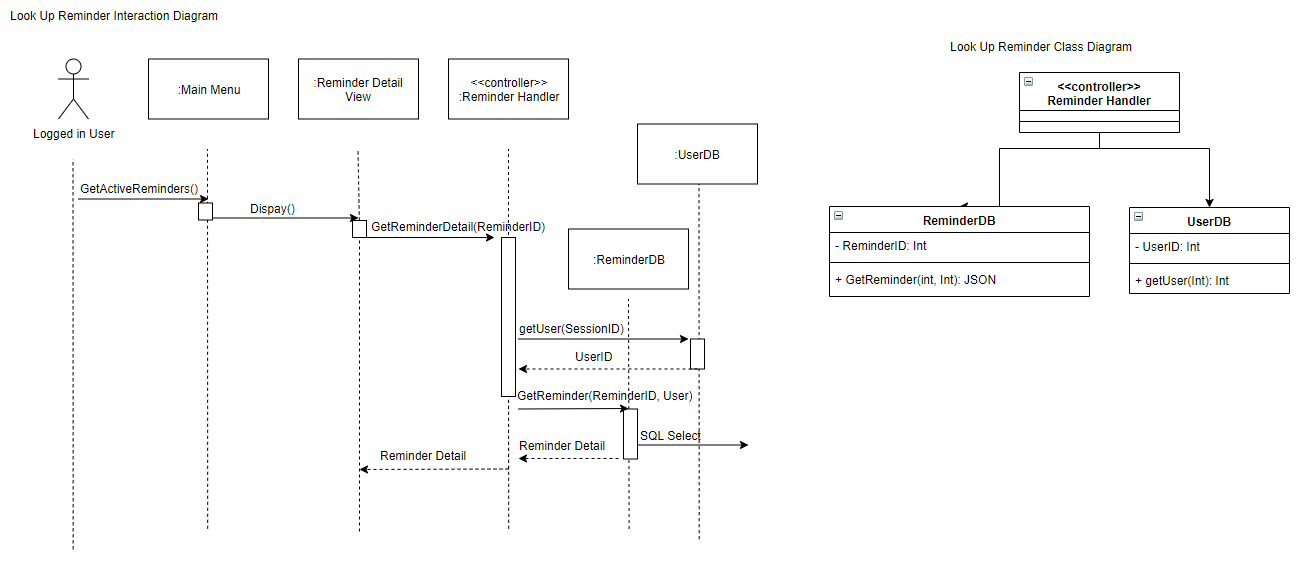 Look Up Reminder Interaction Diagram
Look Up Reminder Class Diagram
Logged in User
:Main Menu
:Reminder Detail
View
<<controller>>
:Reminder Handler
:UserDB
:ReminderDB
GetActiveReminders()
Dispay()
GetReminderDetail(ReminderID)
getUser(SessionID)
UserID
GetReminder(ReminderID, User)
SQL Select
Reminder Detail
Reminder Detail
<<controller>>
Reminder Handler
ReminderDB
- ReminderID: Int
+ GetReminder(int, Int): JSON
UserDB
- UserID: Int
+ getUser(Int): Int